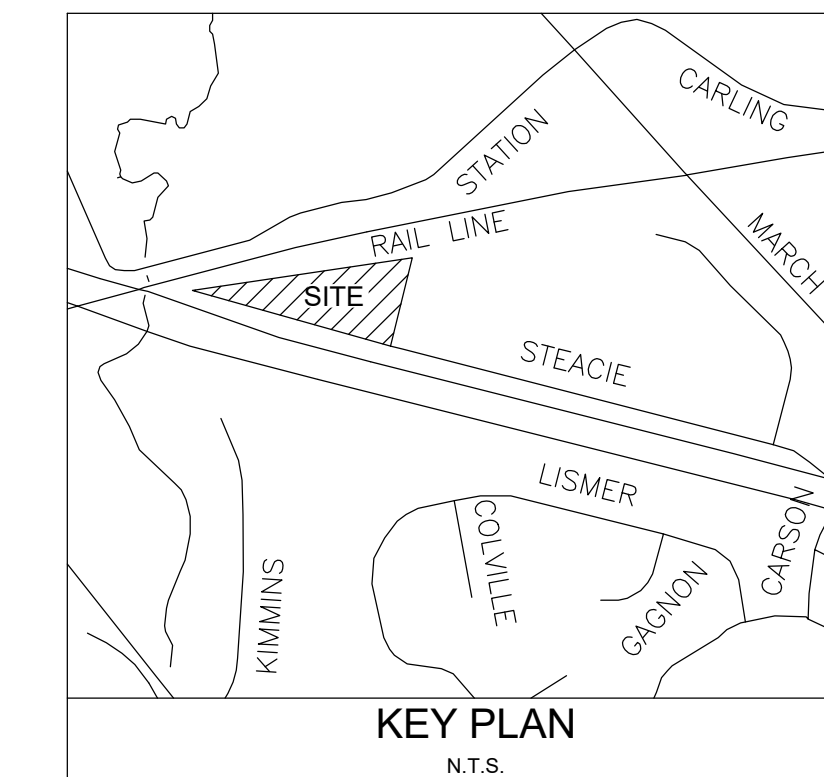 CARLING
STATION
MARCH
RAIL LINE
SITE
STEACIE
LISMER
CARSON
COLVILLE
GAGNON
KIMMINS
KEY PLAN
N.T.S.